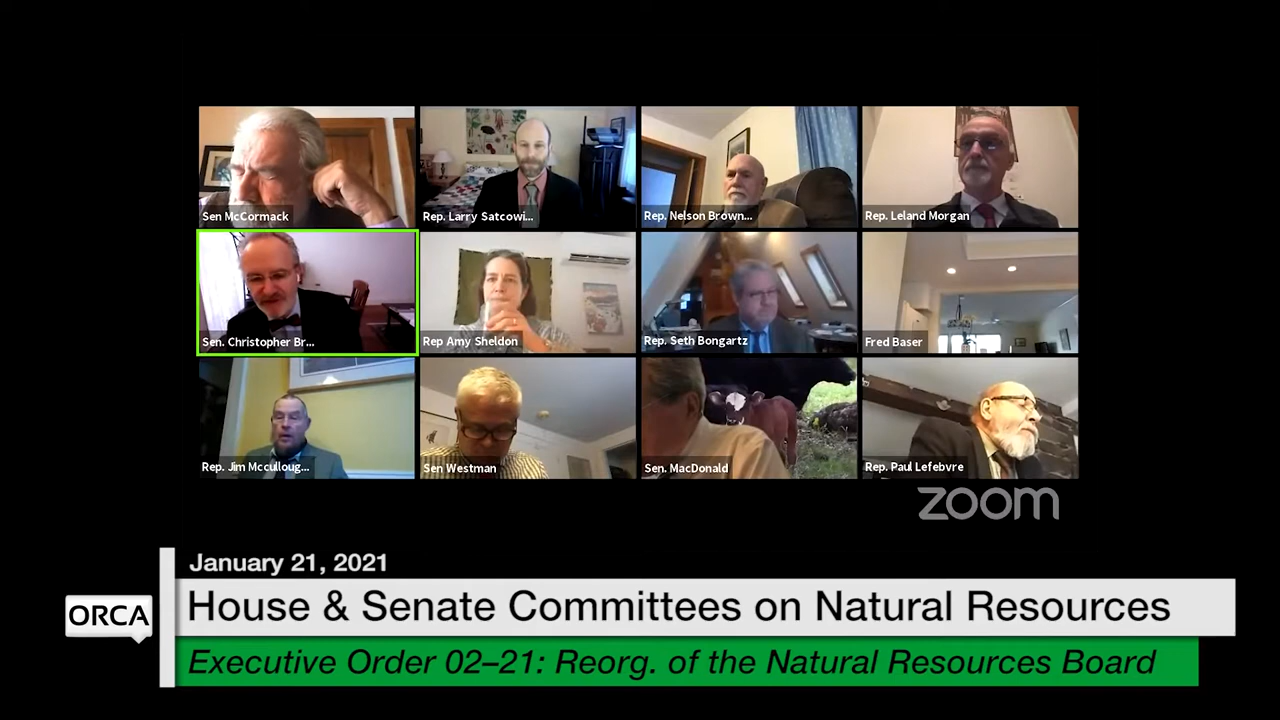 Sen McCormack
Rep. Larry Satcowi...
Rep. Nelson Brown...
Rep. Leland Morgan
Sen. Christopher Br...
Rep Amy Sheldon
Rep. Seth Bongartz
Fred Baser
Rep. Jim Mcculloug...
Sen Westman
Sen. MacDonald
Rep. Paul Lefebvre
zoom
January 21, 2021
ORCA
House & Senate Committees on Natural Resources
Executive Order 02–21: Reorg. of the Natural Resources Board